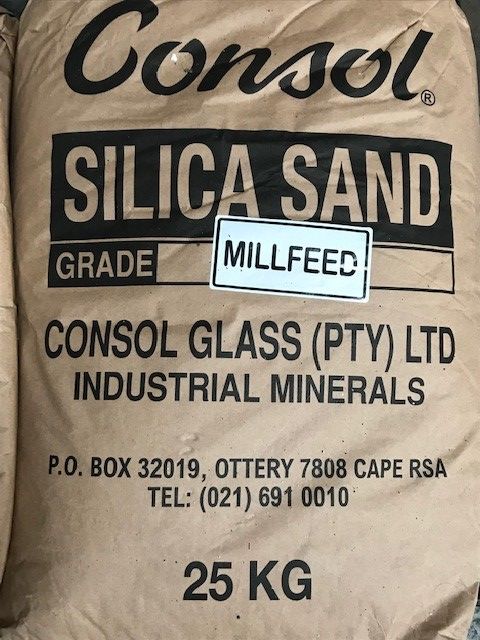 Consol®
SILICA SAND
GRADE MILLFEED
CONSOL GLASS (PTY) LTD
INDUSTRIAL MINERALS
P.O. BOX 32019, OTTERY 7808 CAPE RSA
TEL: (021) 691 0010
25 KG